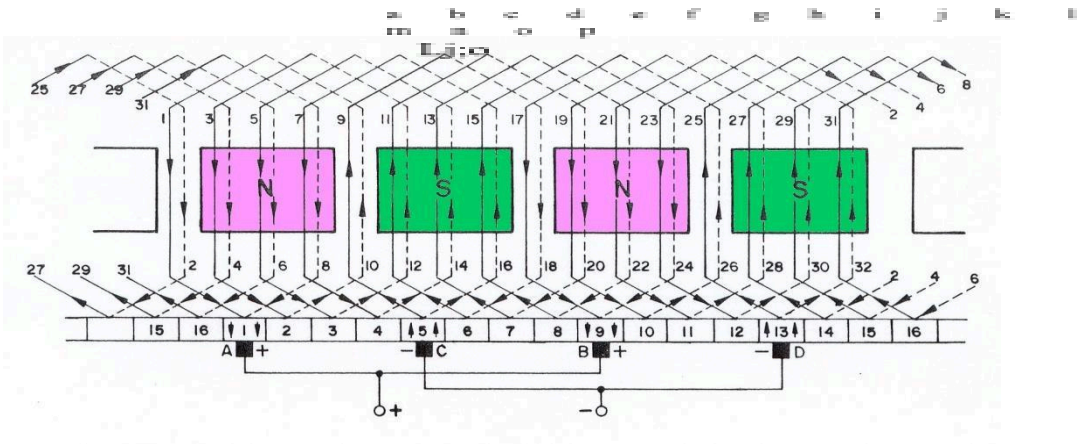 a b c d e f g h i j k l
m n o p
25 27 29 31
2 4 6 8
1 3 5 7 9 11 13 15 17 19 21 23 25 27 29 31
N S N S
2 4 6 8 10 12 14 16 18 20 22 24 26 28 30 32
27 29 31
2 4 6
15 16 1 2 3 4 5 6 7 8 9 10 11 12 13 14 15 16
A + − C B + − D
+ −